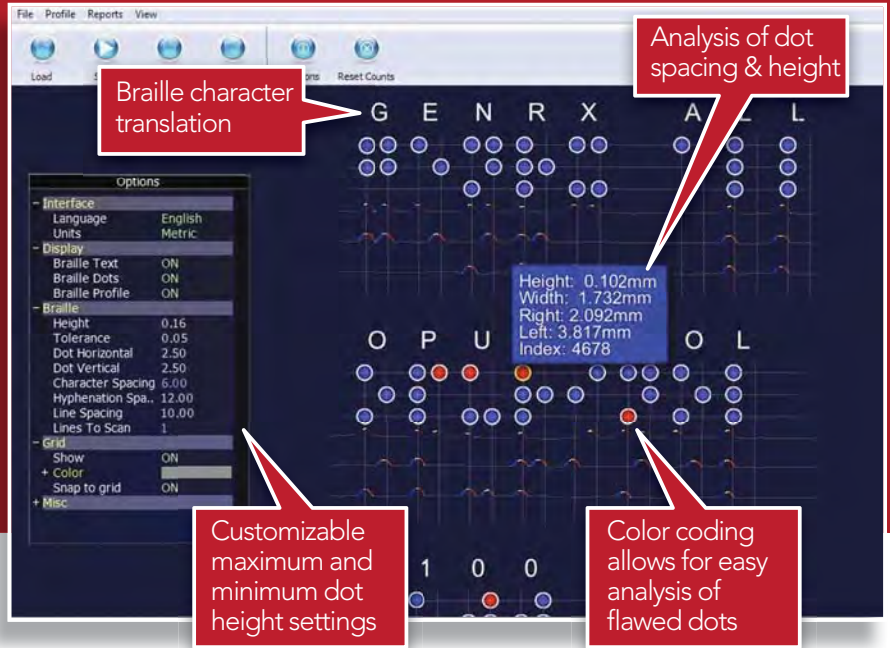 File Profile Reports View
Load
Reset Counts
Analysis of dot
spacing & height
Braille character
translation
G E N R X A L
Options
- Interface
Language English
Units Metric
- Display
Braille Text ON
Braille Dots ON
Braille Profile ON
- Braille
Height 0.16
Tolerance 0.05
Dot Horizontal 2.50
Dot Vertical 2.50
Character Spacing 6.00
Hyphenation Spa.. 12.00
Line Spacing 10.00
Lines To Scan 1
- Grid
Show ON
+ Color
Snap to grid ON
+ Misc
Height: 0.102mm
Width: 1.732mm
Right: 2.092mm
Left: 3.817mm
Index: 4678
O P U O L
Customizable
maximum and
minimum dot
height settings
Color coding
allows for easy
analysis of
flawed dots
1 0 0